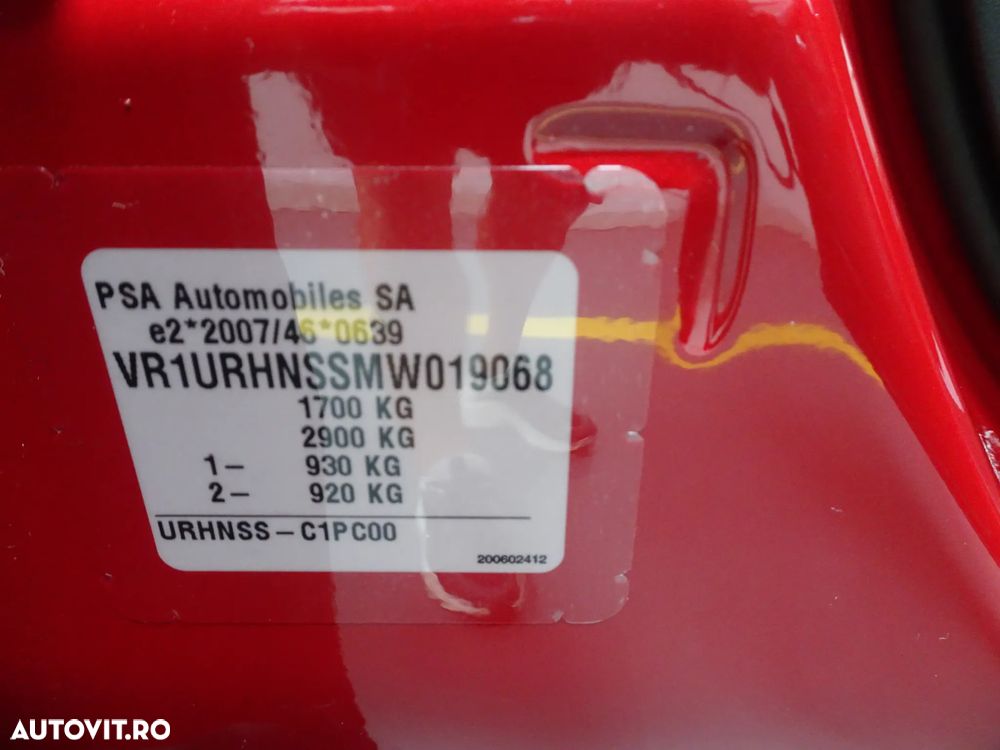 PSA Automobiles SA
e2*2007/46*0639
VR1URHNSSMW019068
1700 KG
2900 KG
1– 930 KG
2– 920 KG
URHNSS–C1PC00
200602412
AUTOVIT.RO